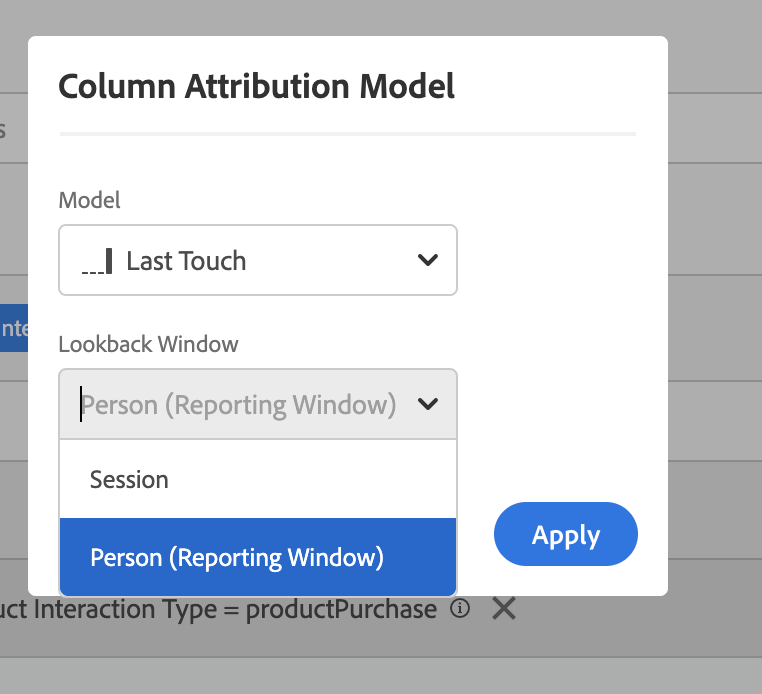 Column Attribution Model
s
Model
Last Touch
nte
Lookback Window
Person (Reporting Window)
Session
Person (Reporting Window)
Apply
uct Interaction Type = productPurchase